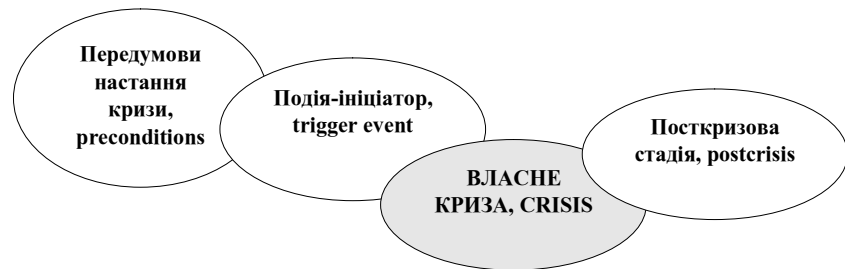 Передумови
настання
кризи,
preconditions
Подія-ініціатор,
trigger event
ВЛАСНЕ
КРИЗА, CRISIS
Посткризова
стадія, postcrisis